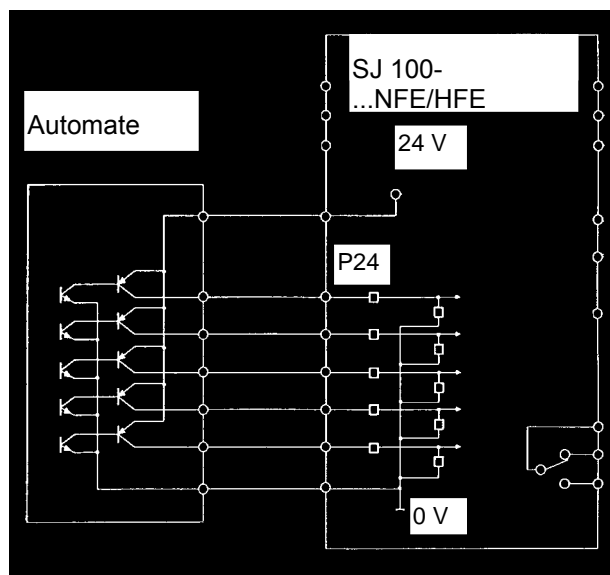 SJ 100-
...NFE/HFE
Automate
24 V
P24
0 V